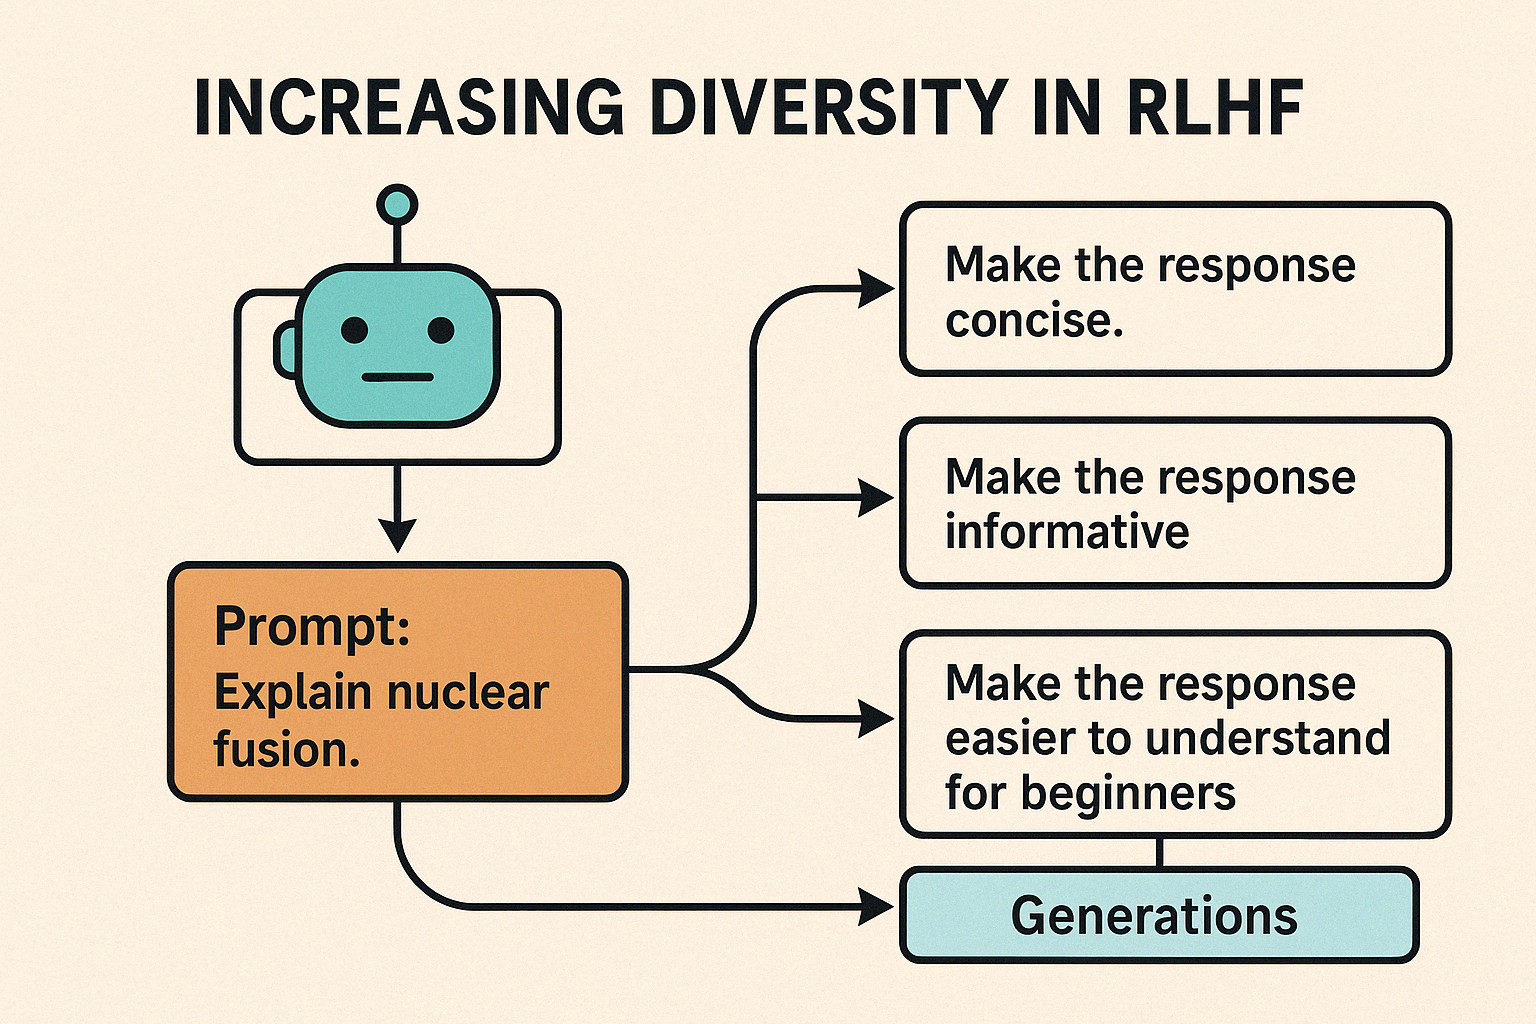 INCREASING DIVERSITY IN RLHF
Prompt:
Explain nuclear
fusion.
Make the response
concise.
Make the response
informative
Make the response
easier to understand
for beginners
Generations